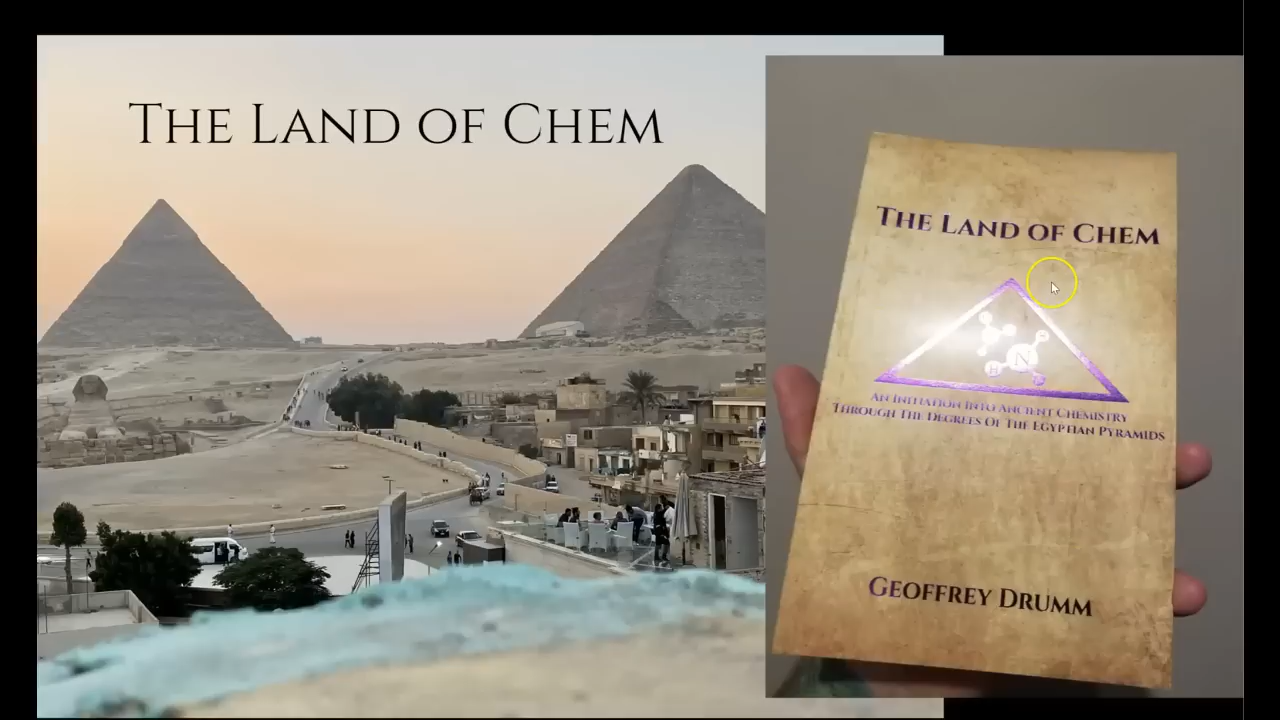 The Land of Chem
The Land of Chem
N
H
An Initiation Into Ancient Chemistry
Through The Degrees Of The Egyptian Pyramids
Geoffrey Drumm